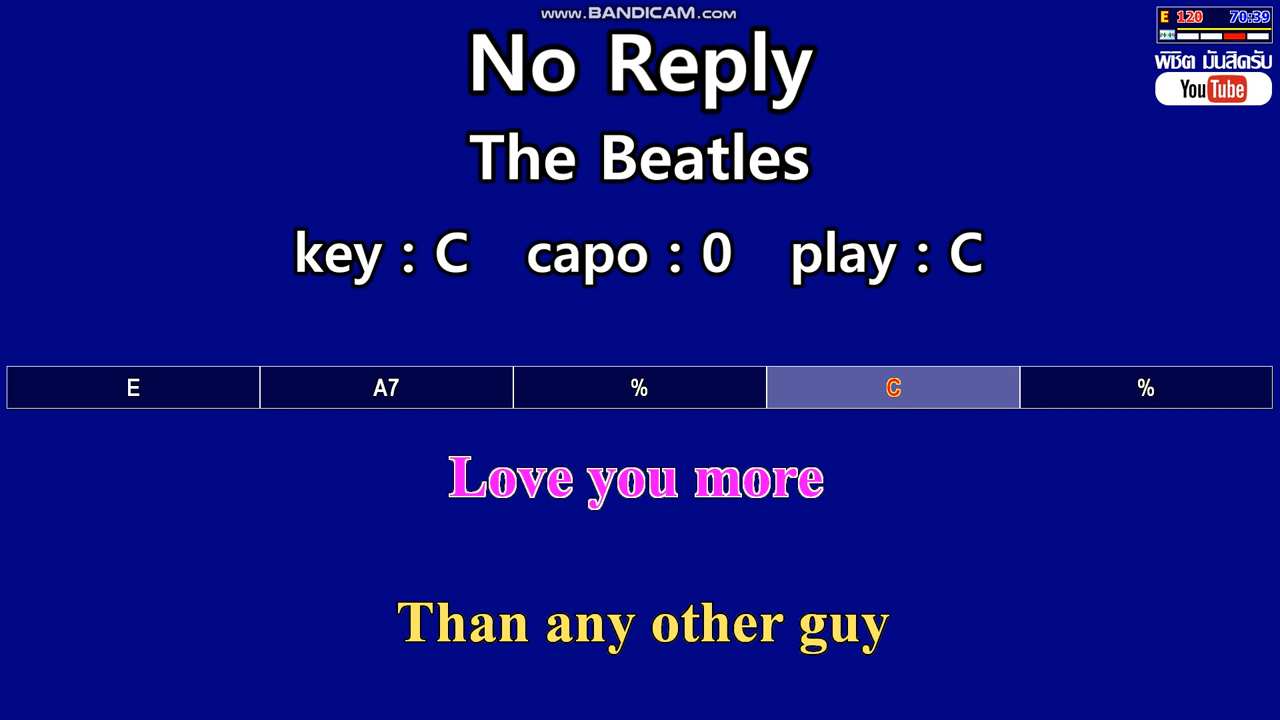 www.BANDICAM.com
E 120 70:39
พิชิต มันสิครับ
YouTube
No Reply
The Beatles
key : C capo : 0 play : C
E A7 % C %
Love you more
Than any other guy